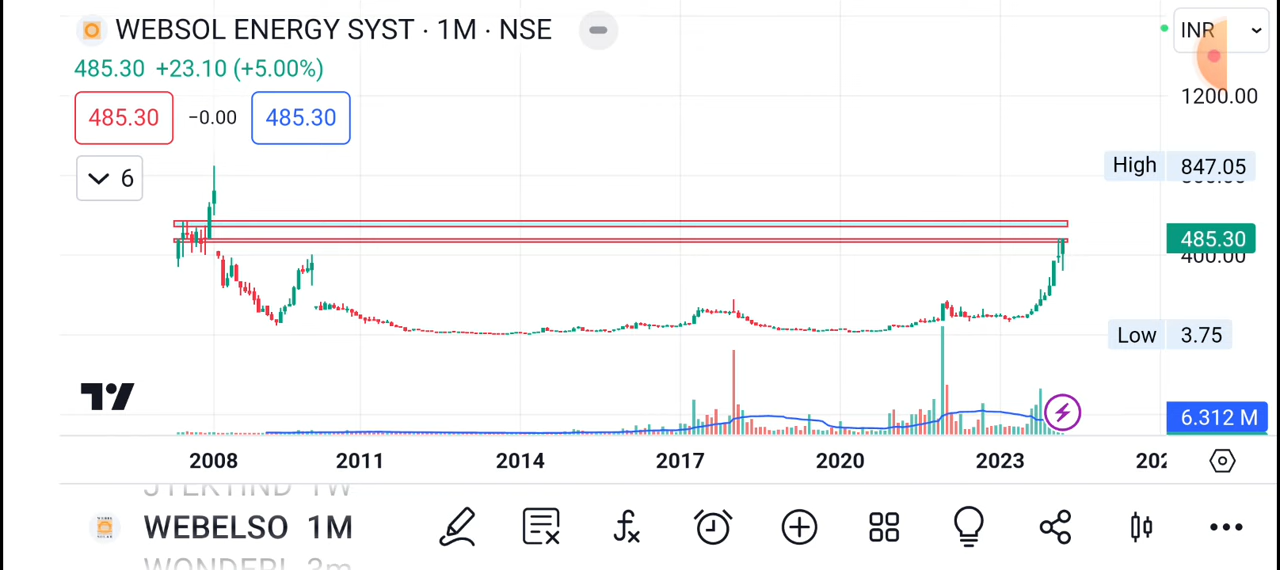 WEBSOL ENERGY SYST · 1M · NSE
INR
485.30 +23.10 (+5.00%)
485.30 −0.00 485.30
1200.00
High 847.05
6
485.30
400.00
Low 3.75
6.312 M
2008 2011 2014 2017 2020 2023
WEBELSO 1M